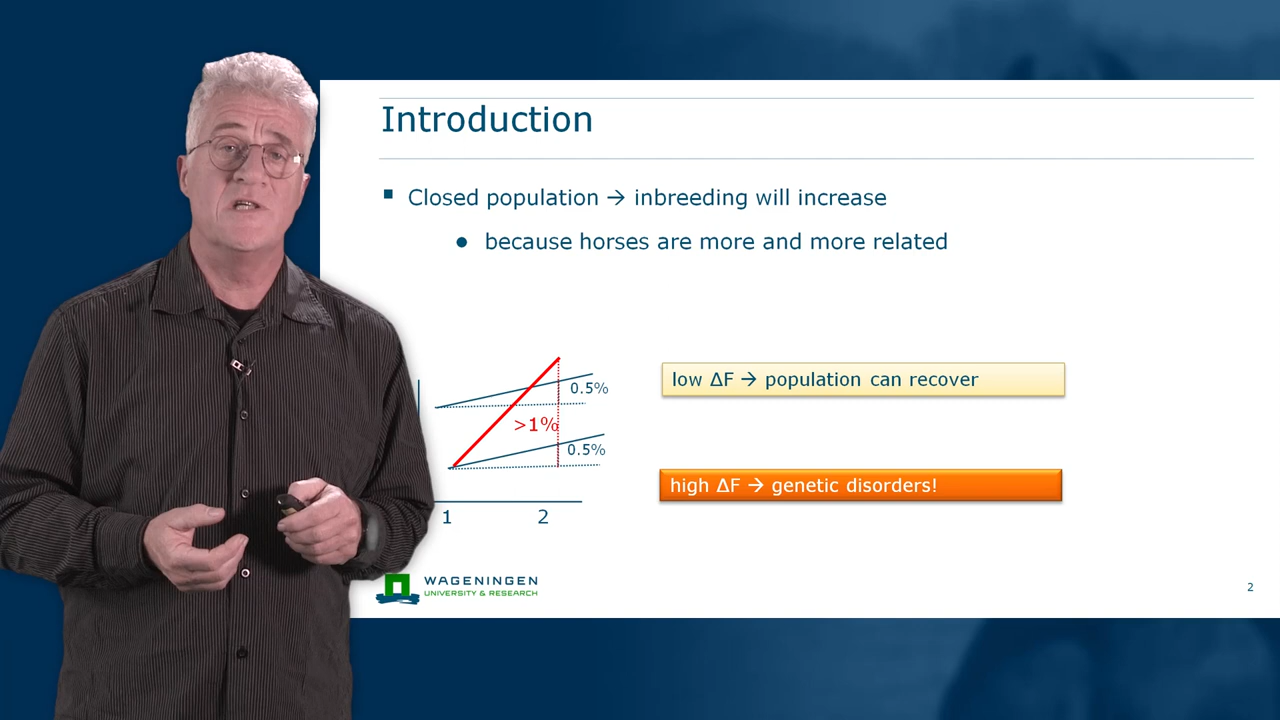 Introduction
▪ Closed population → inbreeding will increase
● because horses are more and more related
0.5%
>1%
0.5%
1 2
low ΔF → population can recover
high ΔF → genetic disorders!
WAGENINGEN
UNIVERSITY & RESEARCH
2